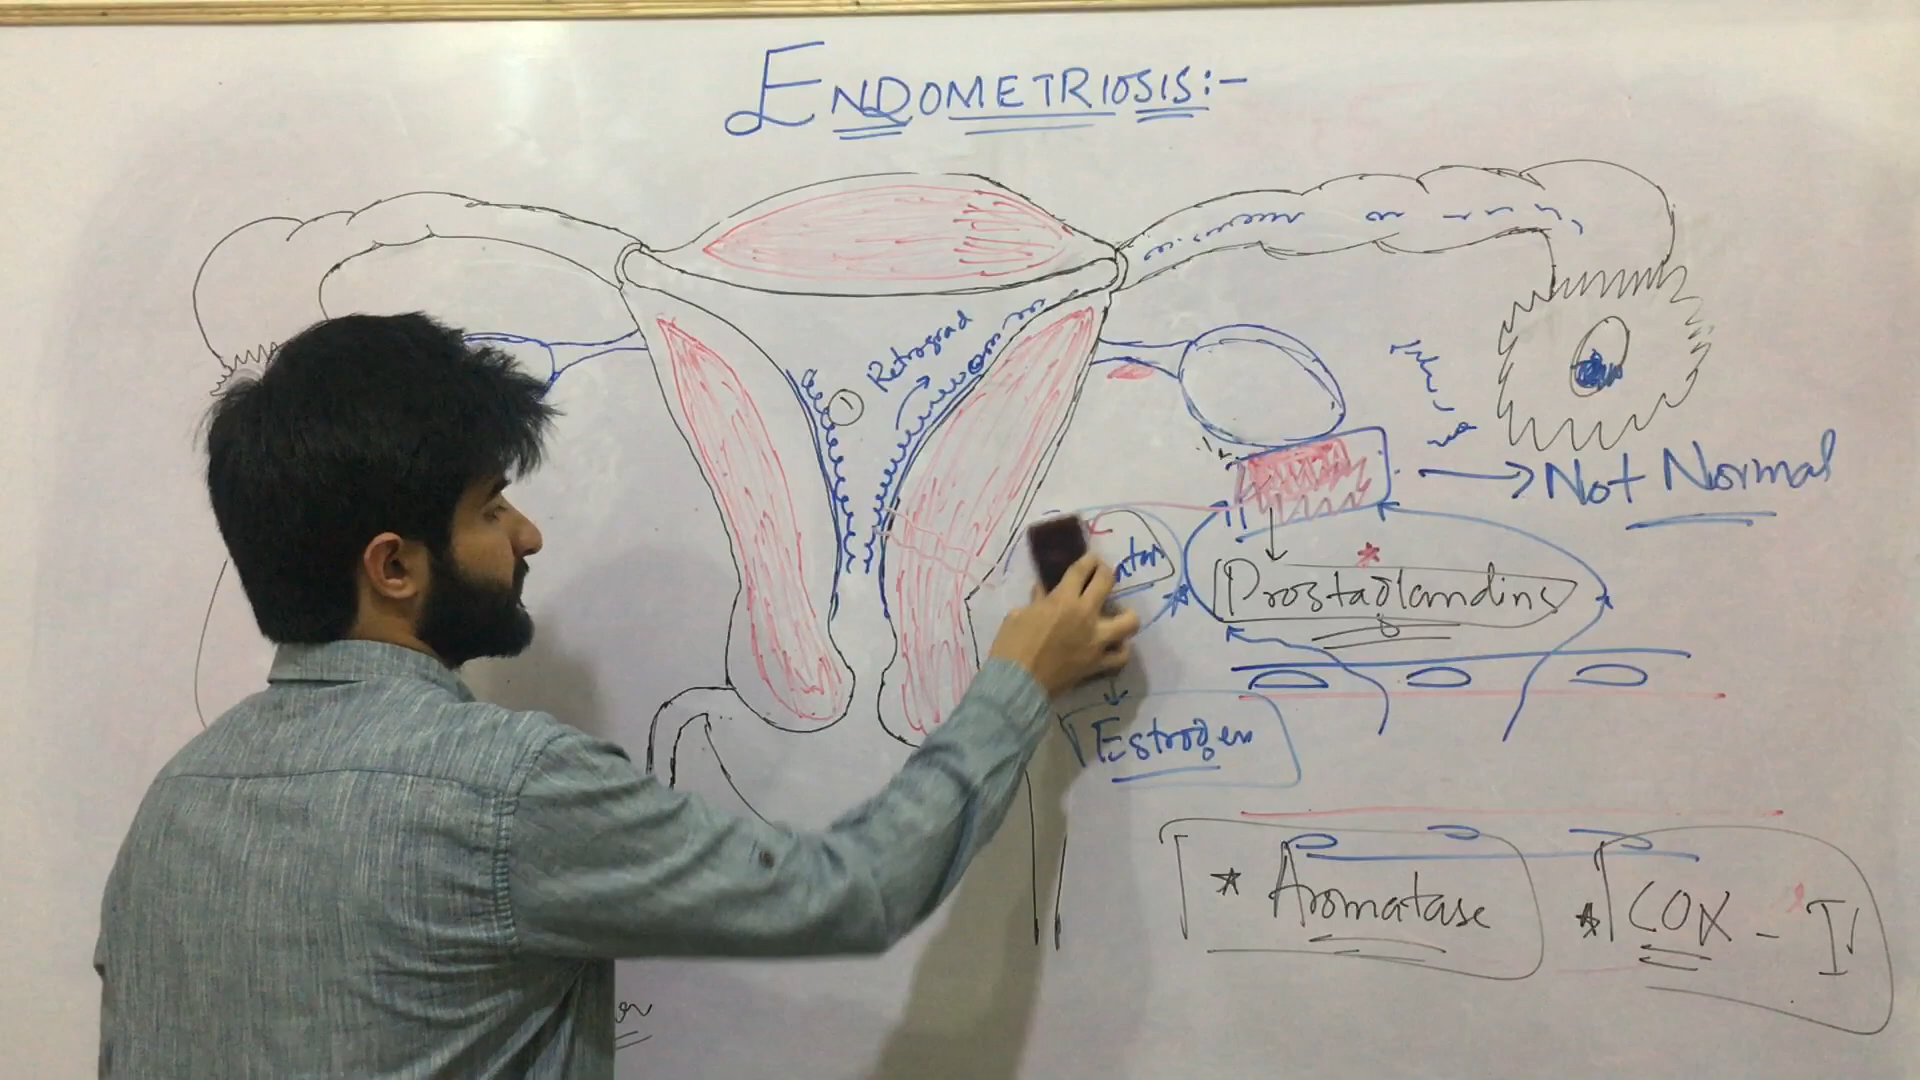 ENDOMETRIOSIS:-
1 Retrograd
→ Not Normal
Prostaglandins
Estrogen
* Aromatase
* COX - II